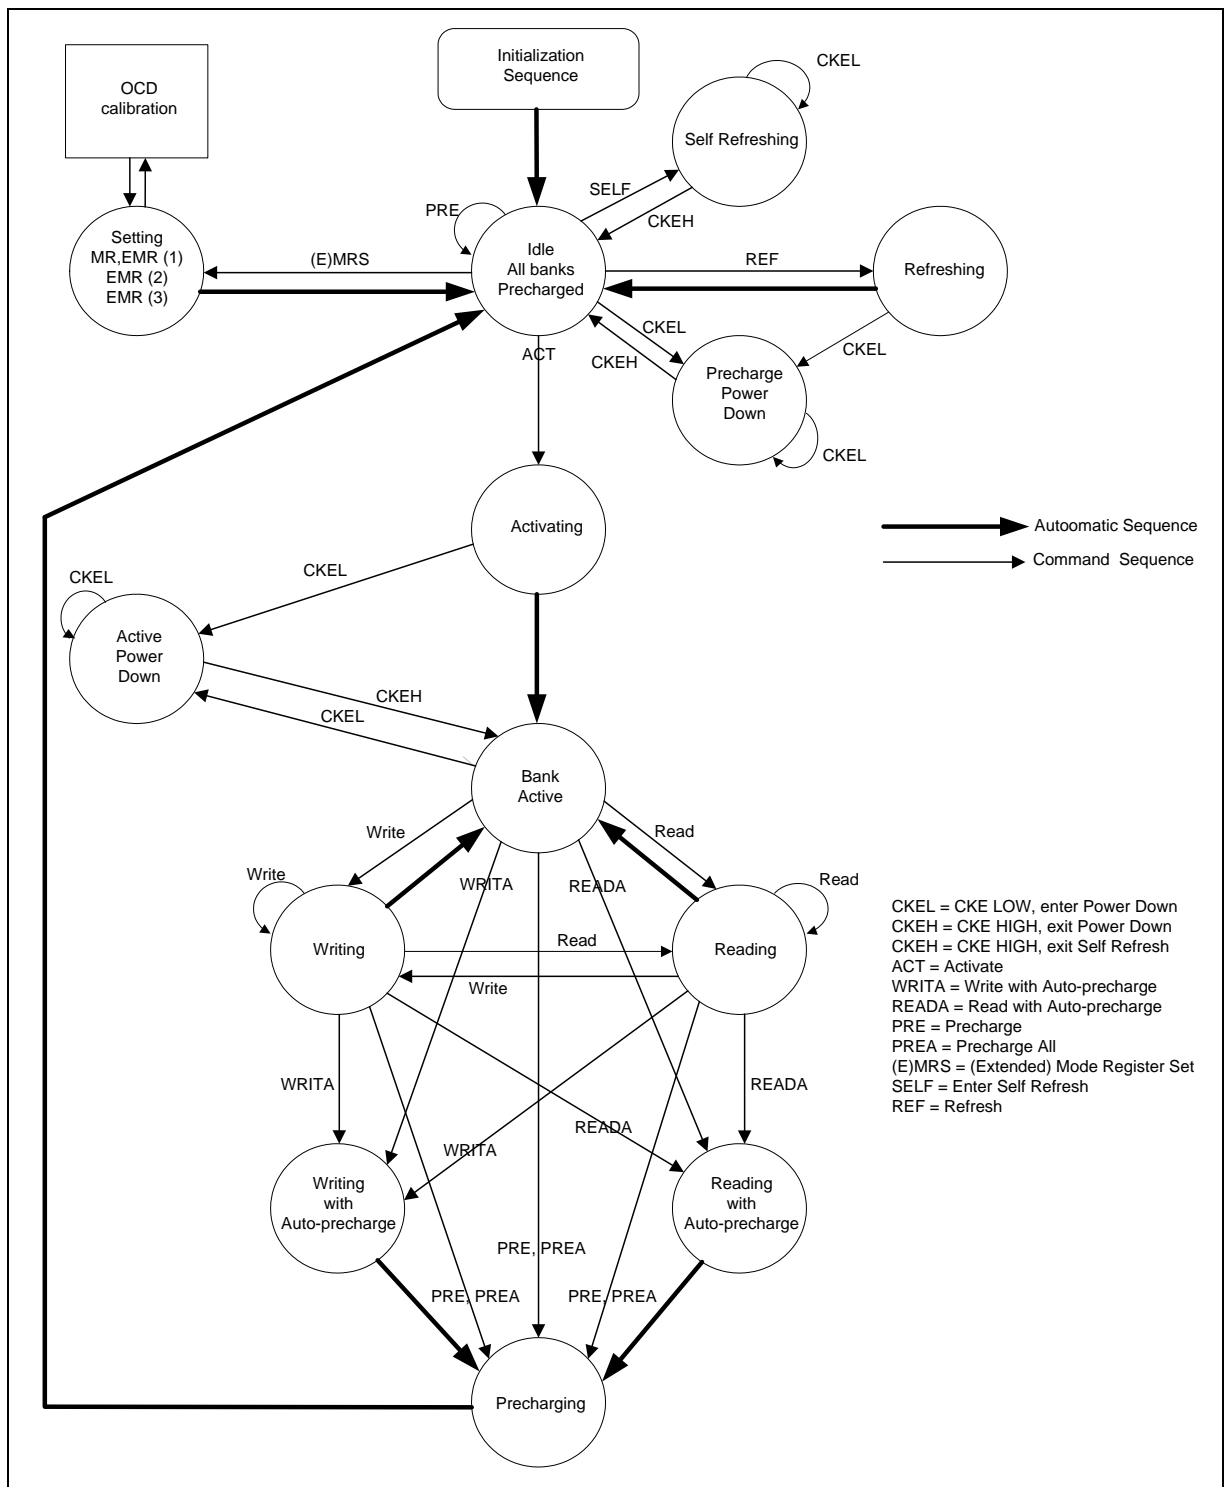 Initialization
Sequence
OCD
calibration
CKEL
Self Refreshing
SELF
CKEH
PRE
Setting
MR,EMR (1)
EMR (2)
EMR (3)
(E)MRS
Idle
All banks
Precharged
REF
Refreshing
CKEL
CKEH
CKEL
ACT
Precharge
Power
Down
CKEL
Activating
Autoomatic Sequence
Command Sequence
CKEL
CKEL
Active
Power
Down
CKEH
CKEL
Bank
Active
Write
Read
Write
WRITA
READA
Read
Writing
Read
Reading
Write
CKEL = CKE LOW, enter Power Down
CKEH = CKE HIGH, exit Power Down
CKEH = CKE HIGH, exit Self Refresh
ACT = Activate
WRITA = Write with Auto-precharge
READA = Read with Auto-precharge
PRE = Precharge
PREA = Precharge All
(E)MRS = (Extended) Mode Register Set
SELF = Enter Self Refresh
REF = Refresh
WRITA
READA
READA
WRITA
Writing
with
Auto-precharge
Reading
with
Auto-precharge
PRE, PREA
PRE, PREA
PRE, PREA
Precharging